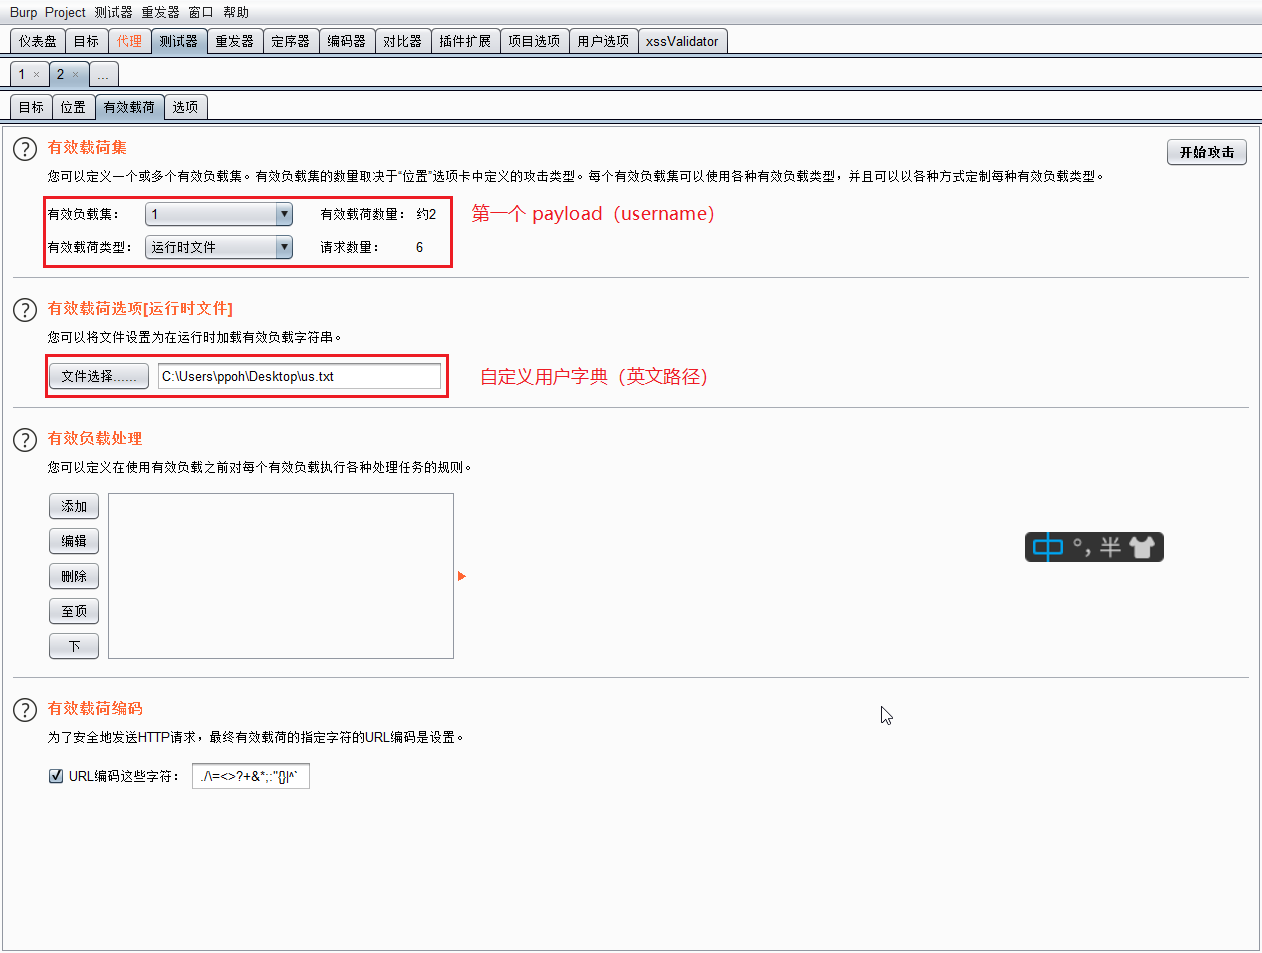 Burp Project 测试器 重发器 窗口 帮助
仪表盘 目标 代理 测试器 重发器 定序器 编码器 对比器 插件扩展 项目选项 用户选项 xssValidator
1 × 2 × ...
目标 位置 有效载荷 选项
? 有效载荷集
开始攻击
您可以定义一个或多个有效负载集。有效负载集的数量取决于“位置”选项卡中定义的攻击类型。每个有效负载集可以使用各种有效负载类型，并且可以以各种方式定制每种有效负载类型。
有效负载集： 1 有效载荷数量： 约2
第一个 payload（username）
有效载荷类型： 运行时文件 请求数量： 6
? 有效载荷选项[运行时文件]
您可以将文件设置为在运行时加载有效负载字符串。
文件选择...... C:\Users\ppoh\Desktop\us.txt
自定义用户字典（英文路径）
? 有效负载处理
您可以定义在使用有效负载之前对每个有效负载执行各种处理任务的规则。
添加
编辑
中 °, 半
删除
至顶
下
? 有效载荷编码
为了安全地发送HTTP请求，最终有效载荷的指定字符的URL编码是设置。
URL编码这些字符： ./\=<>?+&*;:"{}|^`